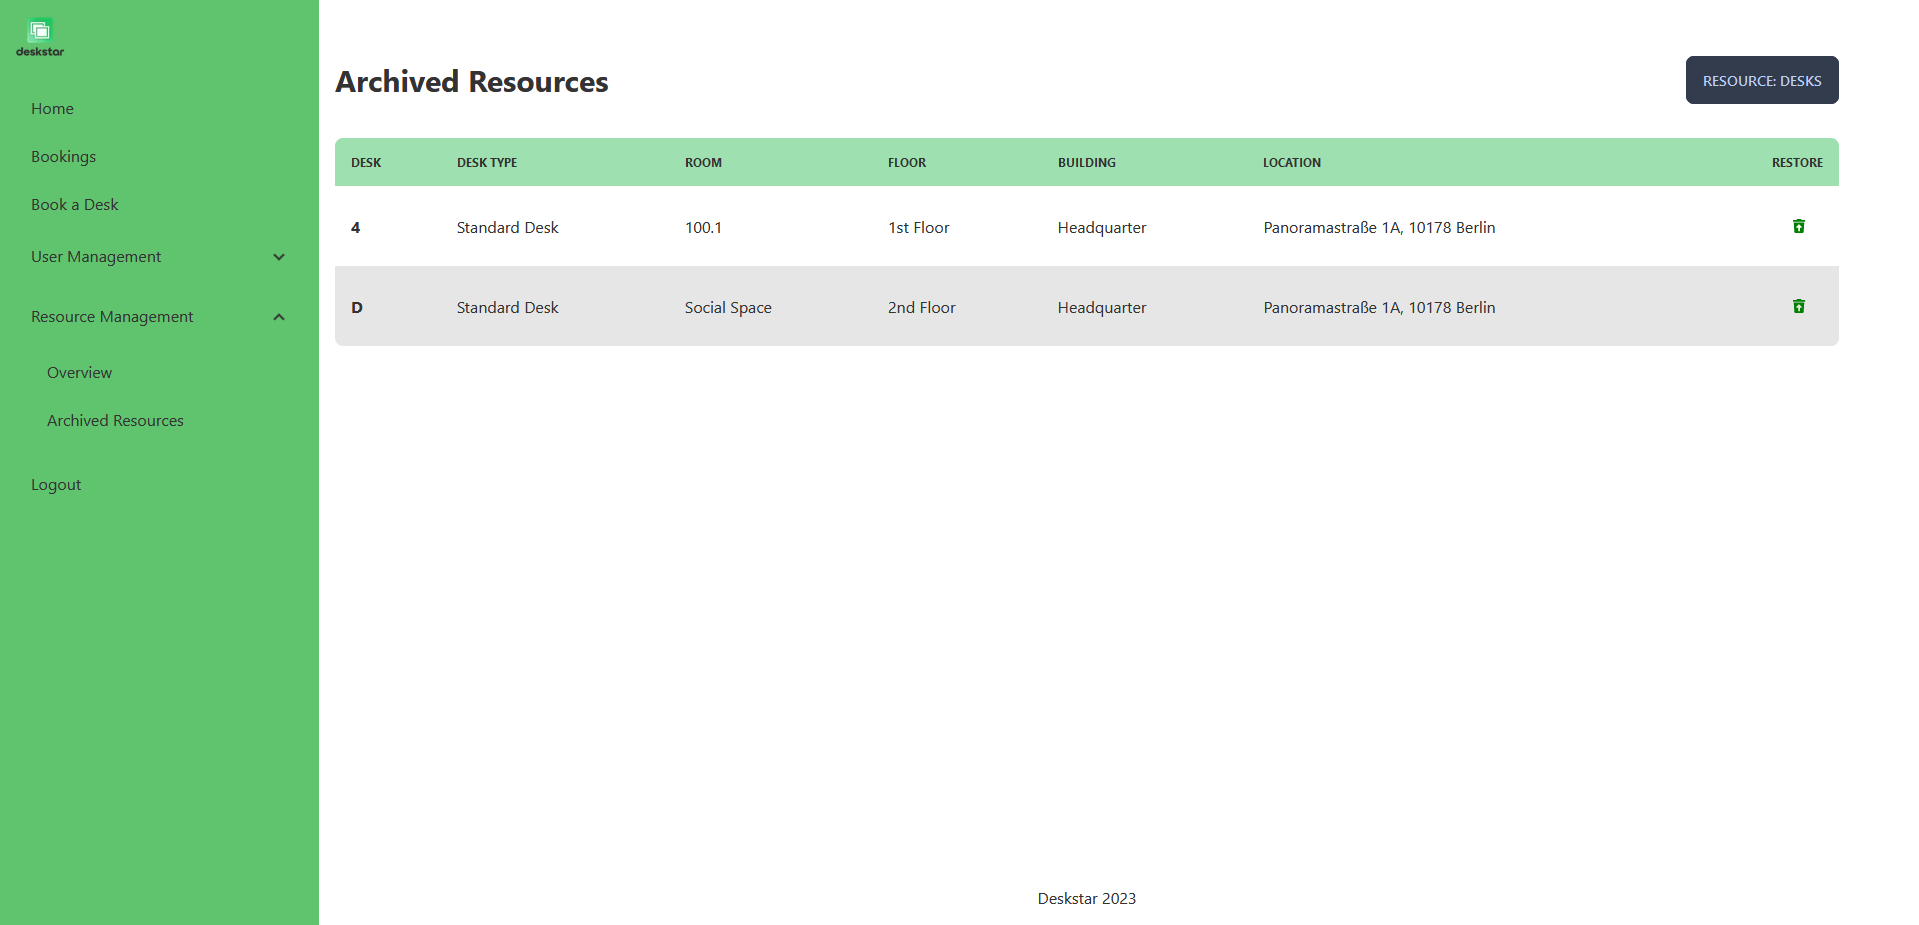 deskstar
Home
Bookings
Book a Desk
User Management
Resource Management
Overview
Archived Resources
Logout
Archived Resources
RESOURCE: DESKS
DESK DESK TYPE ROOM FLOOR BUILDING LOCATION RESTORE
4 Standard Desk 100.1 1st Floor Headquarter Panoramastraße 1A, 10178 Berlin
D Standard Desk Social Space 2nd Floor Headquarter Panoramastraße 1A, 10178 Berlin
Deskstar 2023